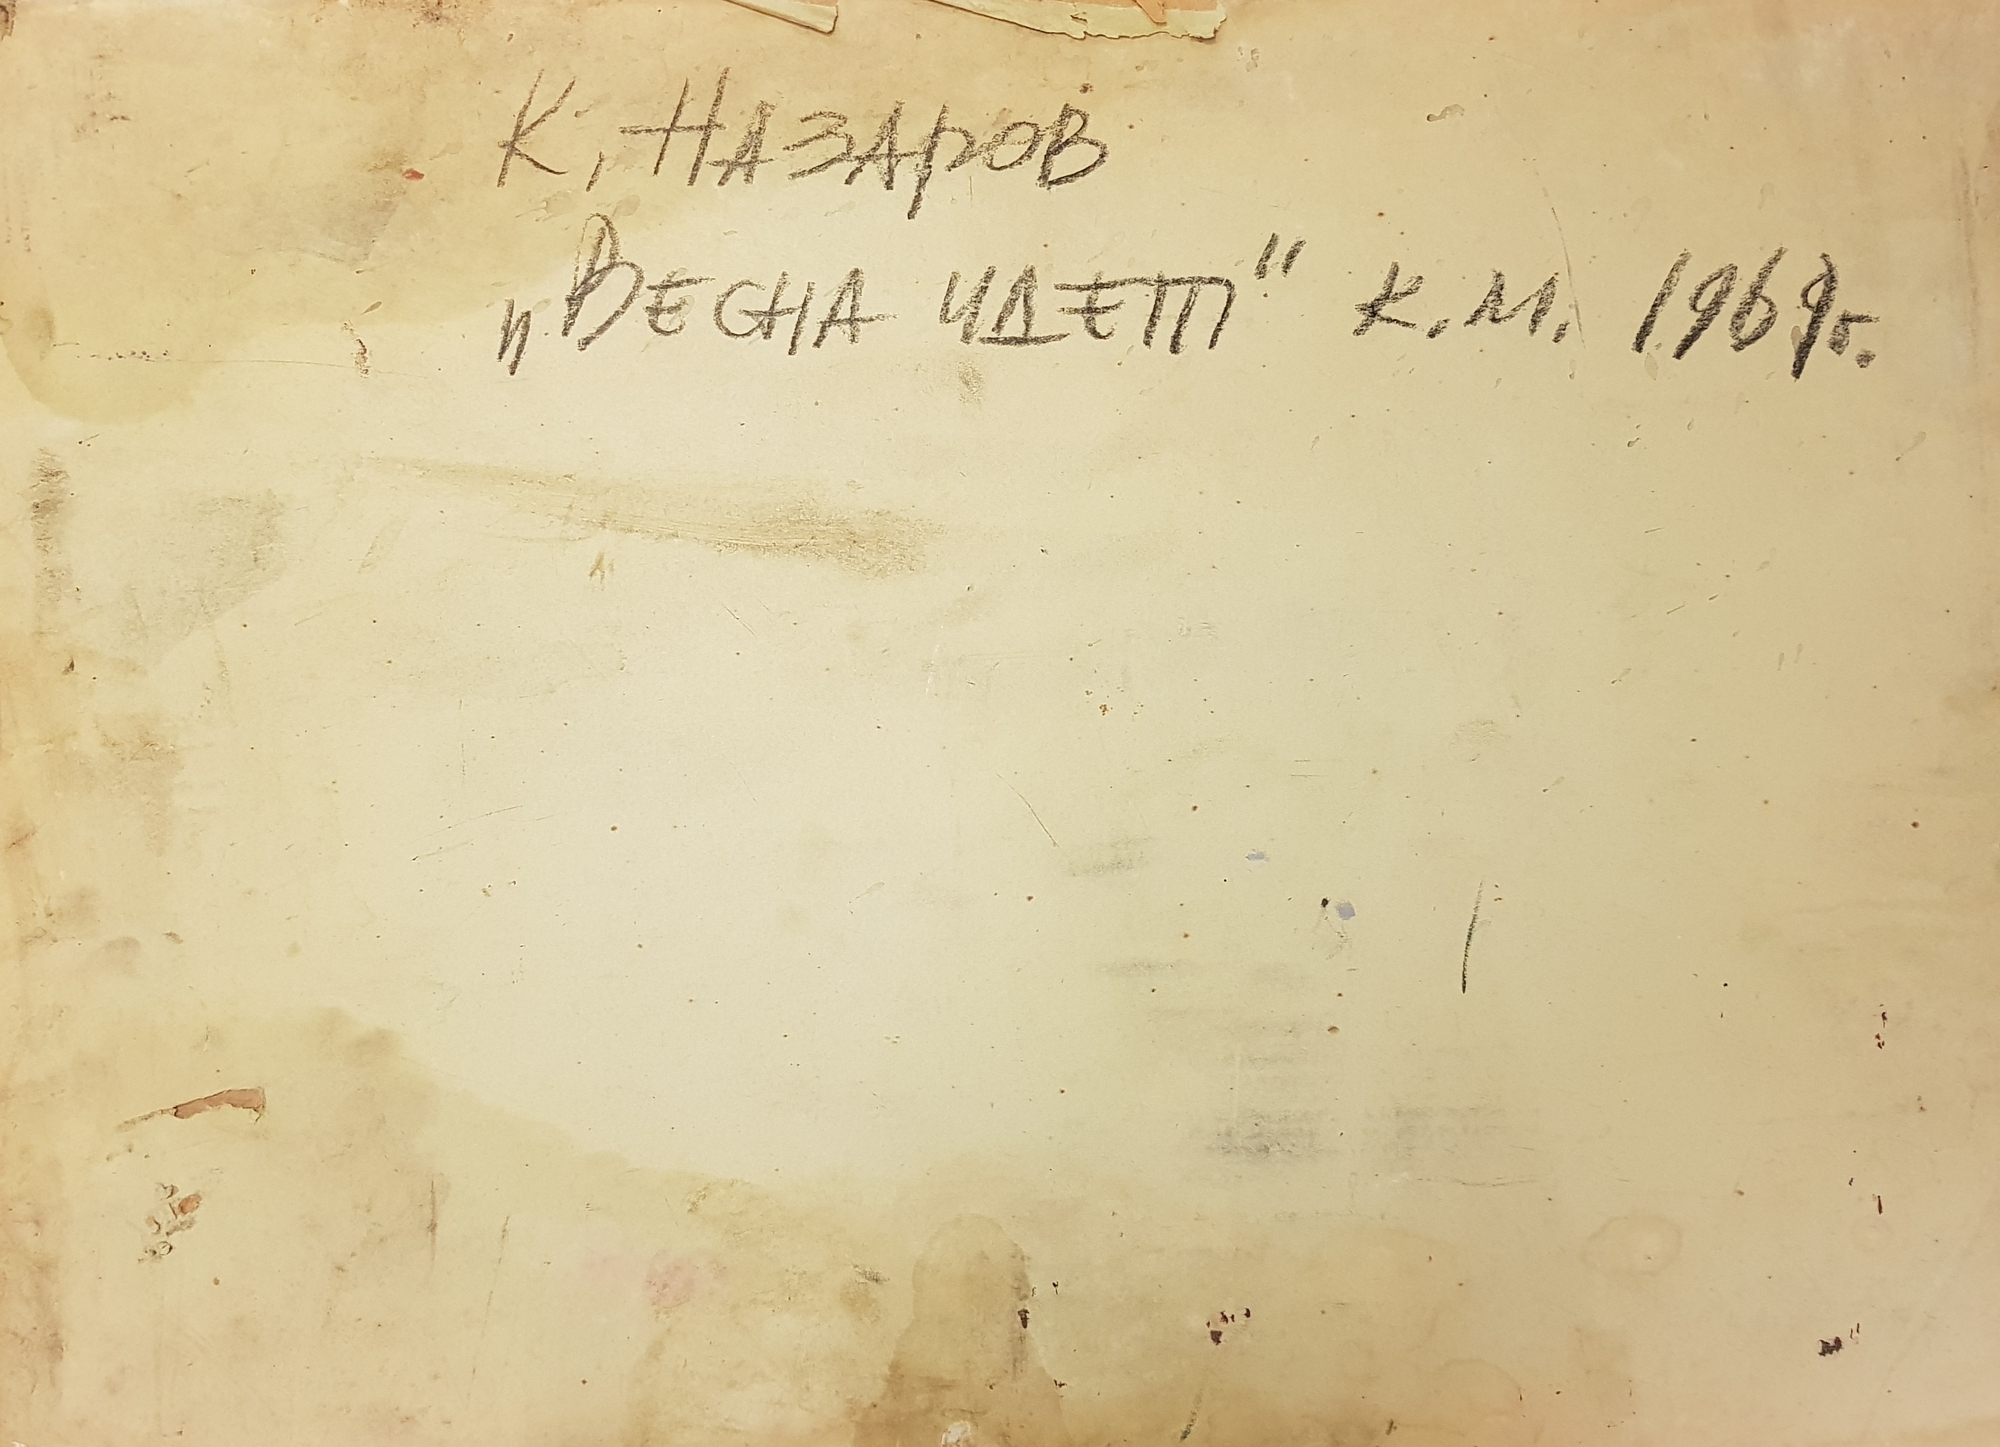 К. Назаров
„Весна идет" к.м. 1969г.